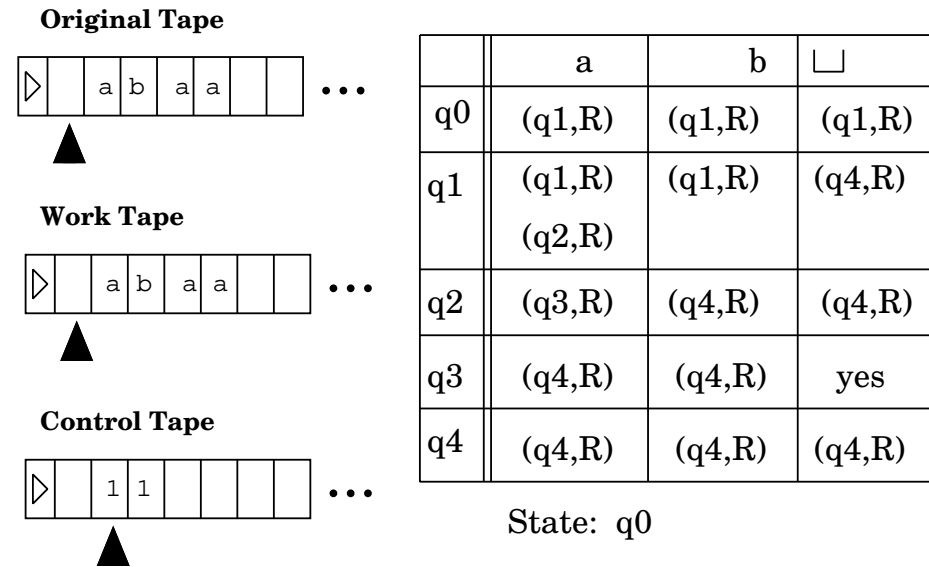 Original Tape
▷ a b a a ...
Work Tape
▷ a b a a ...
Control Tape
▷ 1 1 ...
a b ⊔
q0 (q1,R) (q1,R) (q1,R)
q1 (q1,R) (q1,R) (q4,R)
(q2,R)
q2 (q3,R) (q4,R) (q4,R)
q3 (q4,R) (q4,R) yes
q4 (q4,R) (q4,R) (q4,R)
State: q0